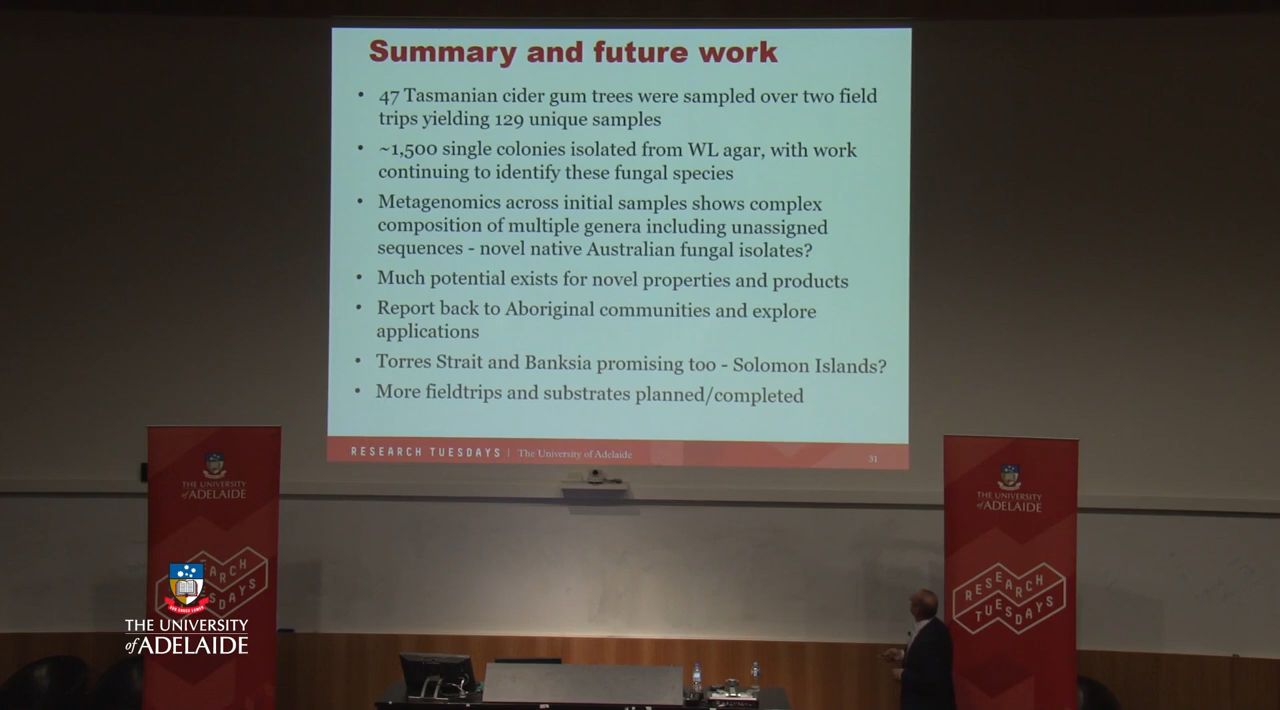 Summary and future work
• 47 Tasmanian cider gum trees were sampled over two field
trips yielding 129 unique samples
• ~1,500 single colonies isolated from WL agar, with work
continuing to identify these fungal species
• Metagenomics across initial samples shows complex
composition of multiple genera including unassigned
sequences - novel native Australian fungal isolates?
• Much potential exists for novel properties and products
• Report back to Aboriginal communities and explore
applications
• Torres Strait and Banksia promising too - Solomon Islands?
• More fieldtrips and substrates planned/completed
RESEARCH TUESDAYS | The University of Adelaide
31
THE UNIVERSITY
of ADELAIDE
THE UNIVERSITY
of ADELAIDE
THE UNIVERSITY
of ADELAIDE
RESEARCH
TUESDAYS